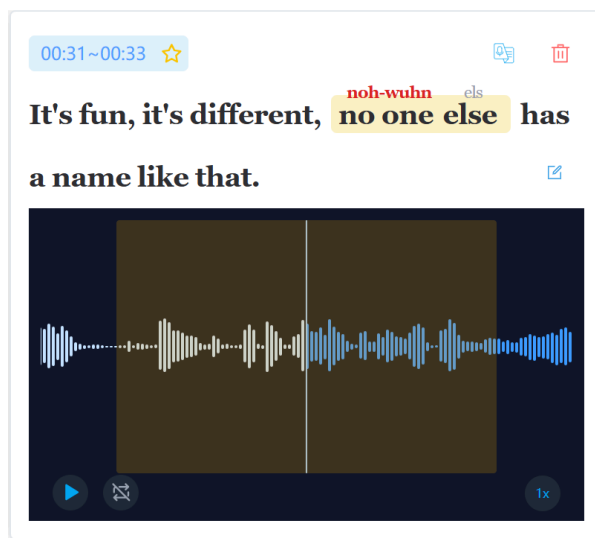 00:31~00:33
noh-wuhn els
It's fun, it's different, no one else has
a name like that.
1x